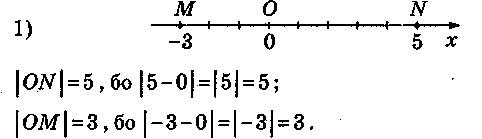 M O N
1)
-3 0 5 x
|ON|=5, бо |5-0|=|5|=5;
|OM|=3, бо |-3-0|=|-3|=3.